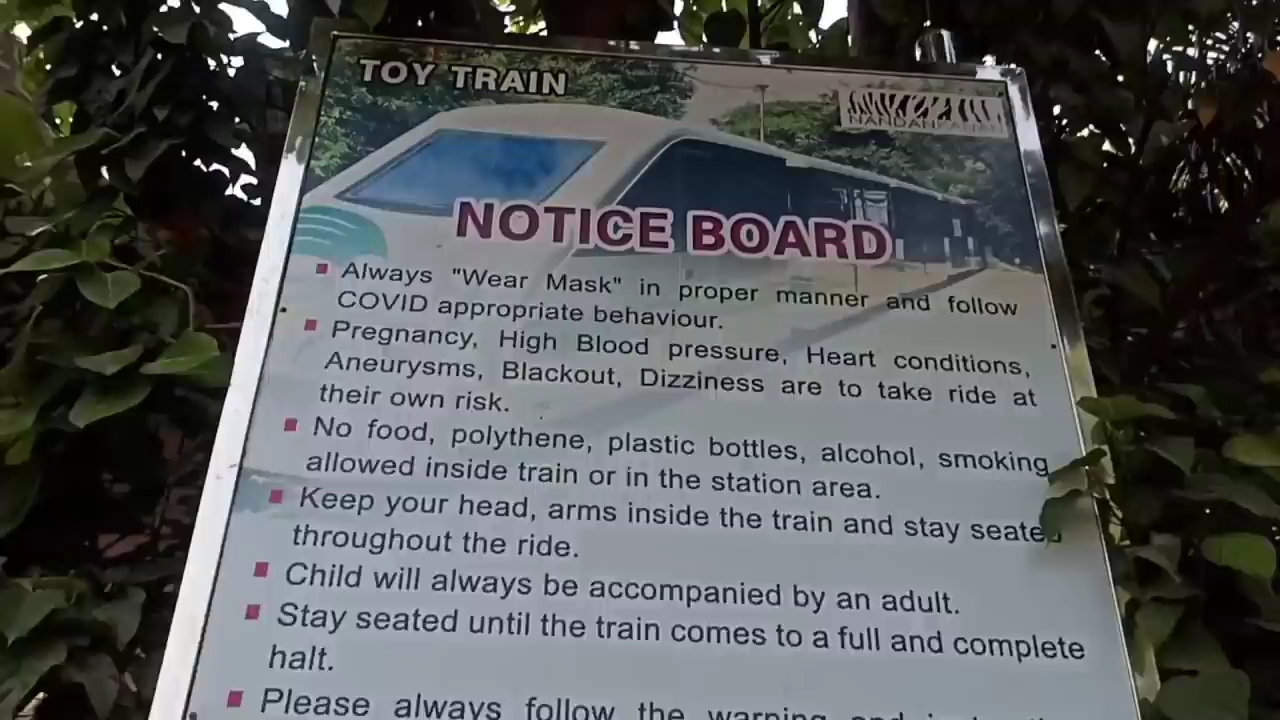 TOY TRAIN
NANDANKANAN
NOTICE BOARD
Always "Wear Mask" in proper manner and follow
COVID appropriate behaviour.
Pregnancy, High Blood pressure, Heart conditions,
Aneurysms, Blackout, Dizziness are to take ride at
their own risk.
No food, polythene, plastic bottles, alcohol, smoking
allowed inside train or in the station area.
Keep your head, arms inside the train and stay seated
throughout the ride.
Child will always be accompanied by an adult.
Stay seated until the train comes to a full and complete
halt.
Please always follow the warning and